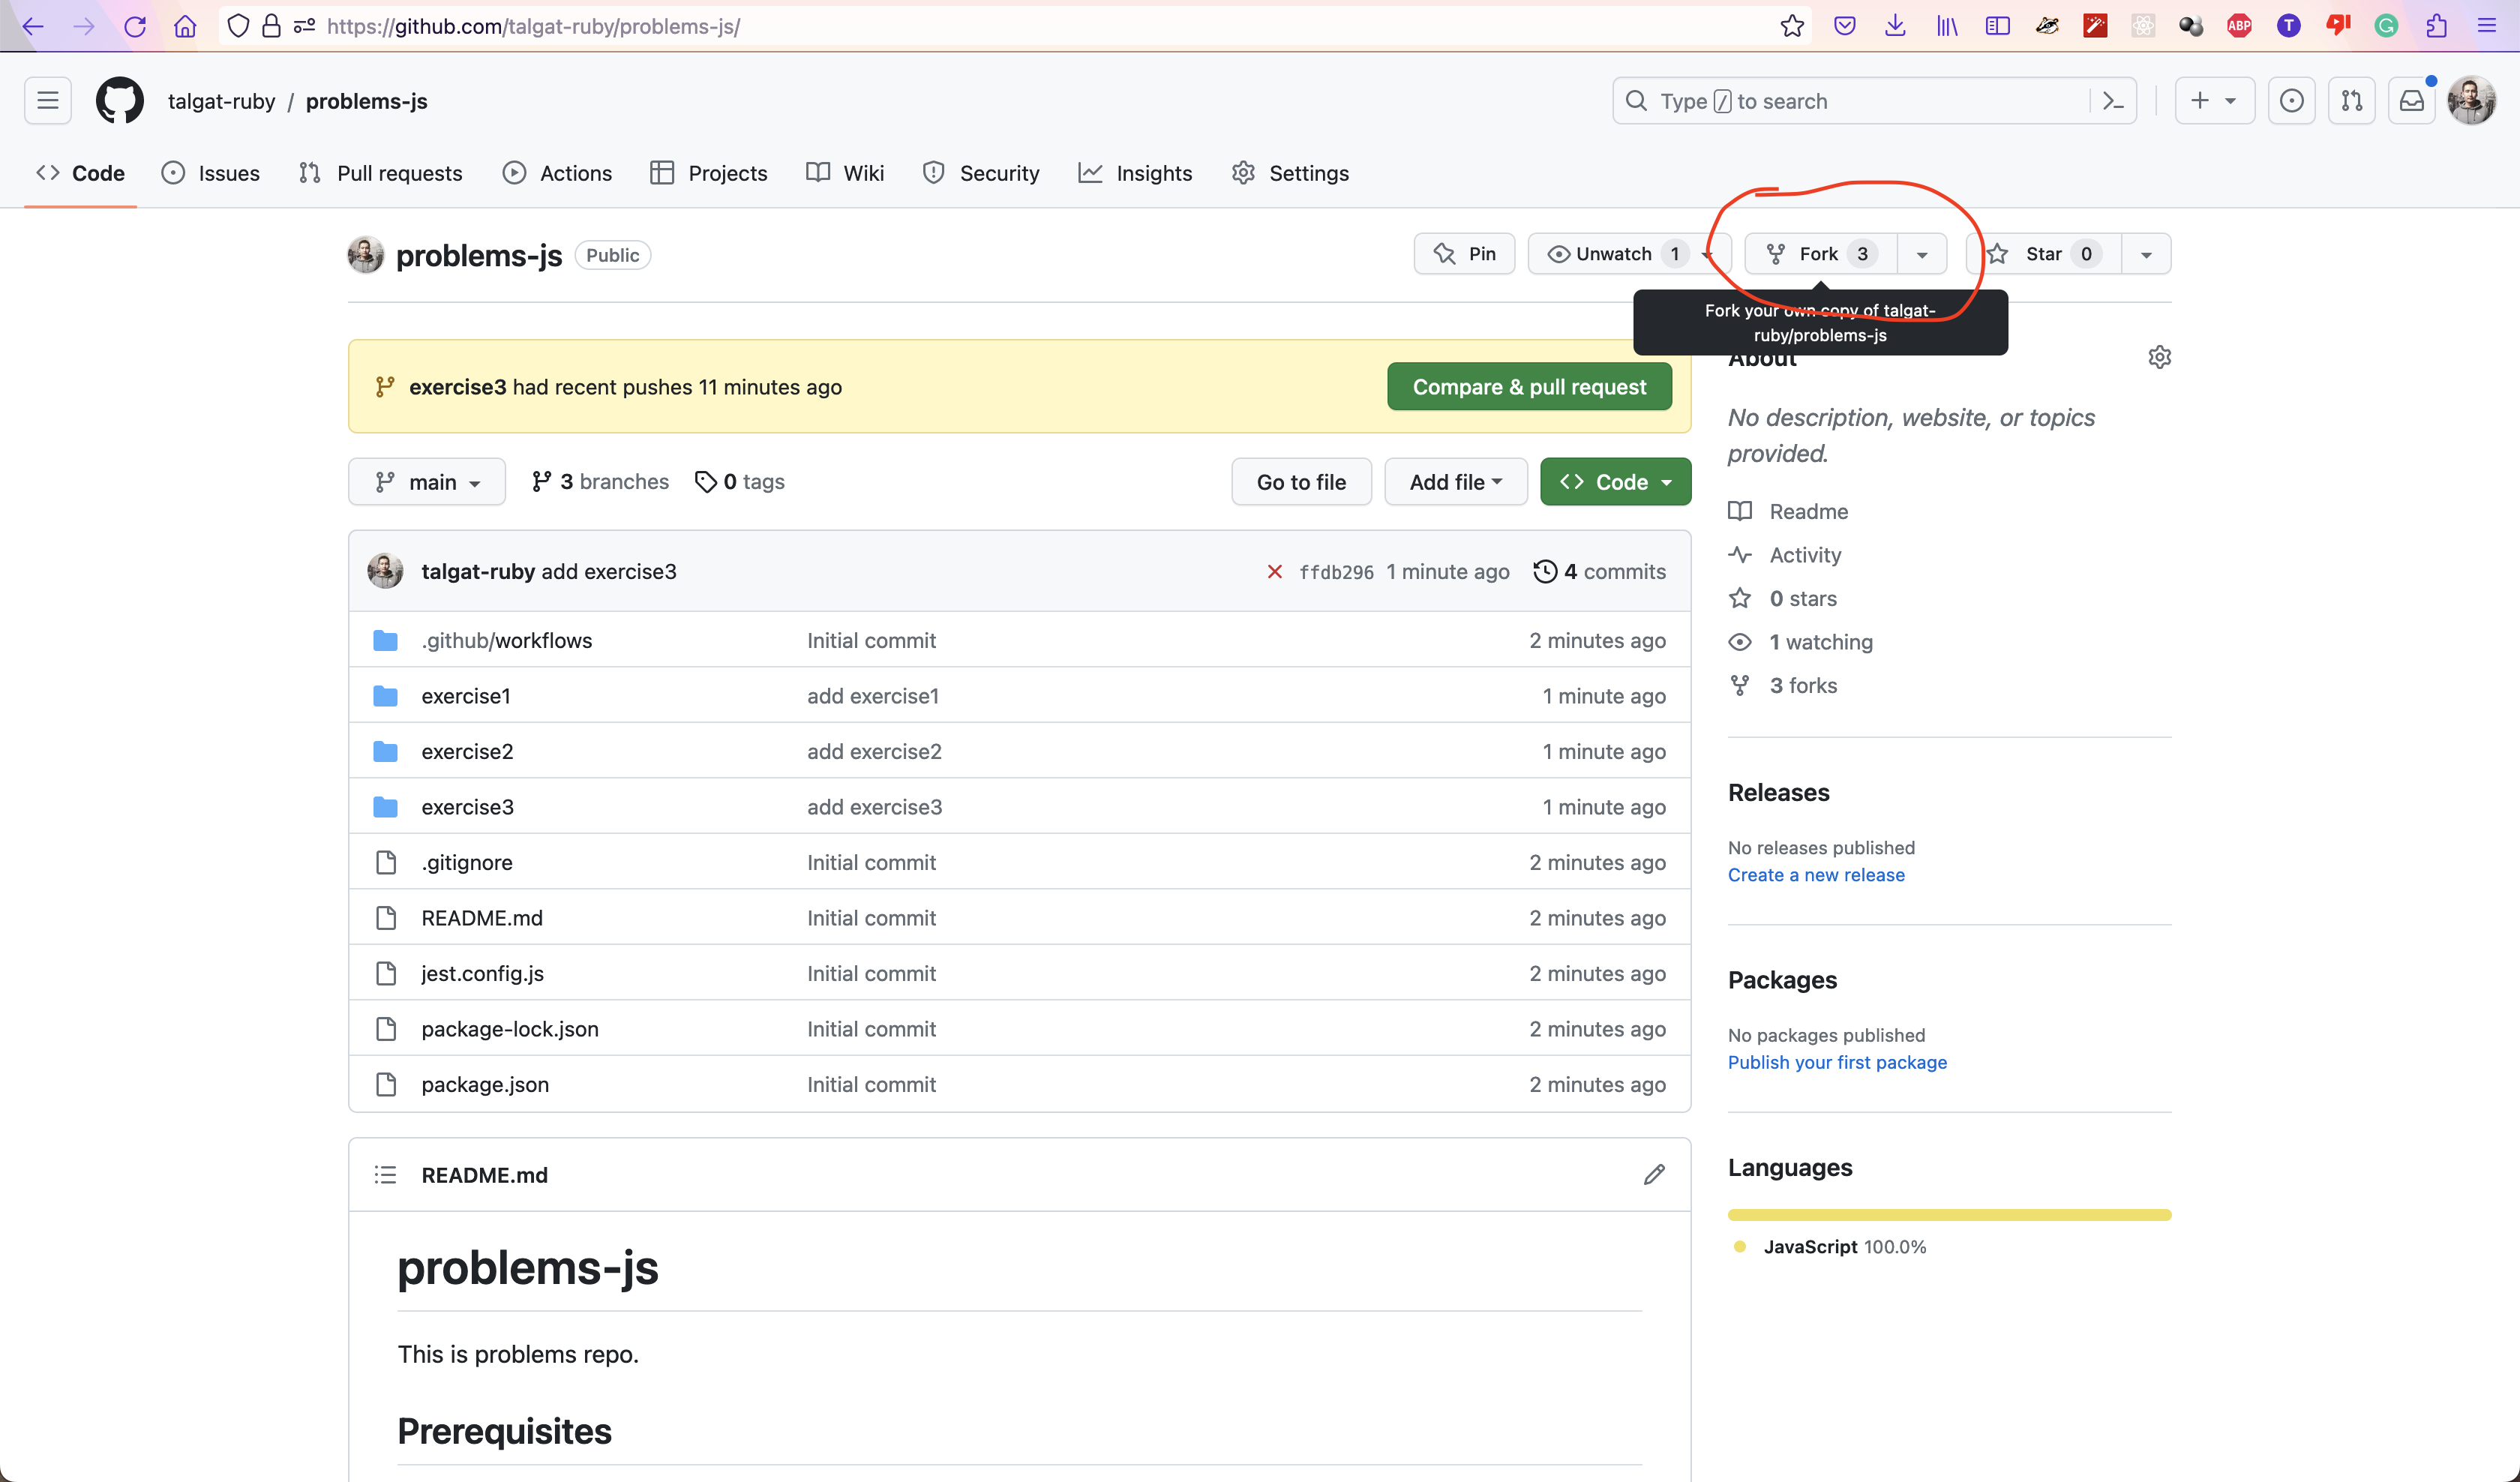 https://github.com/talgat-ruby/problems-js/
ABP
T
G
talgat-ruby / problems-js
Type / to search
Code Issues Pull requests Actions Projects Wiki Security Insights Settings
problems-js Public
Pin Unwatch 1 Fork 3 Star 0
Fork your own copy of talgat-
ruby/problems-js
exercise3 had recent pushes 11 minutes ago
Compare & pull request
main 3 branches 0 tags
Go to file Add file Code
talgat-ruby add exercise3 ffdb296 1 minute ago 4 commits
.github/workflows Initial commit 2 minutes ago
exercise1 add exercise1 1 minute ago
exercise2 add exercise2 1 minute ago
exercise3 add exercise3 1 minute ago
.gitignore Initial commit 2 minutes ago
README.md Initial commit 2 minutes ago
jest.config.js Initial commit 2 minutes ago
package-lock.json Initial commit 2 minutes ago
package.json Initial commit 2 minutes ago
README.md
problems-js
This is problems repo.
Prerequisites
About
No description, website, or topics
provided.
Readme
Activity
0 stars
1 watching
3 forks
Releases
No releases published
Create a new release
Packages
No packages published
Publish your first package
Languages
JavaScript 100.0%